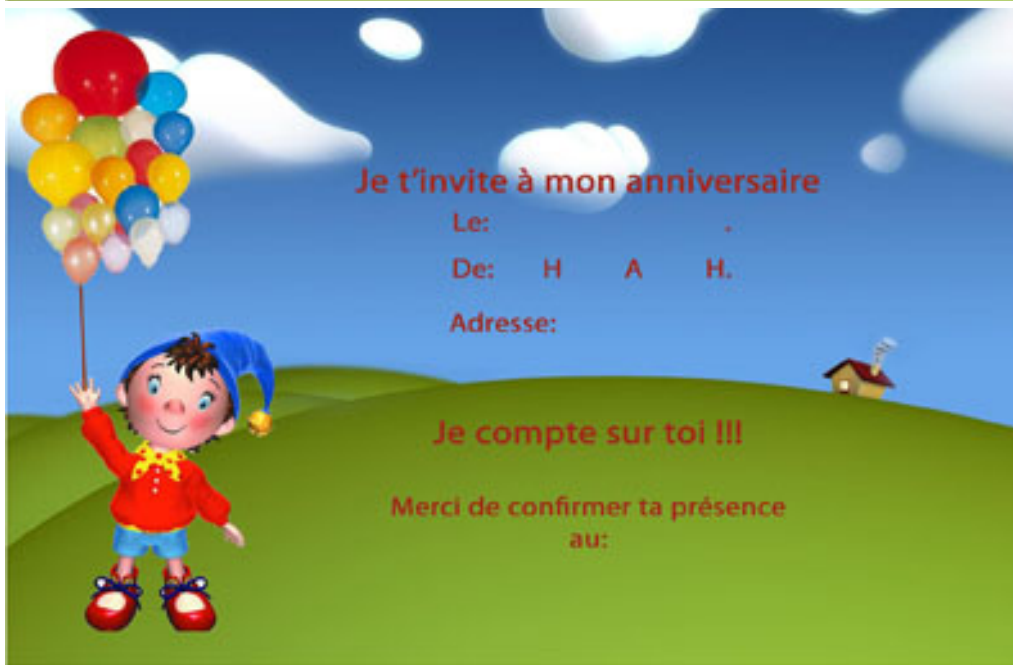 Je t'invite à mon anniversaire
Le: .
De: H A H.
Adresse:
Je compte sur toi !!!
Merci de confirmer ta présence
au: